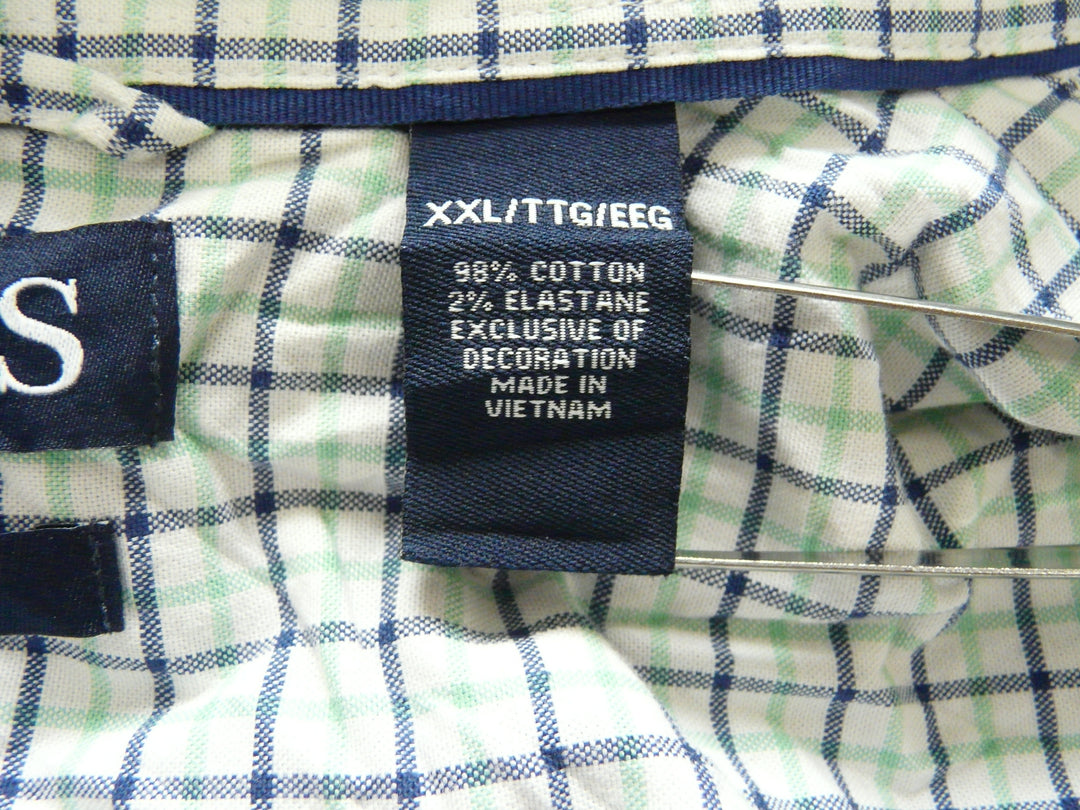 XXL/TTG/EEG
98% COTTON
2% ELASTANE
EXCLUSIVE OF
DECORATION
MADE IN
VIETNAM
S